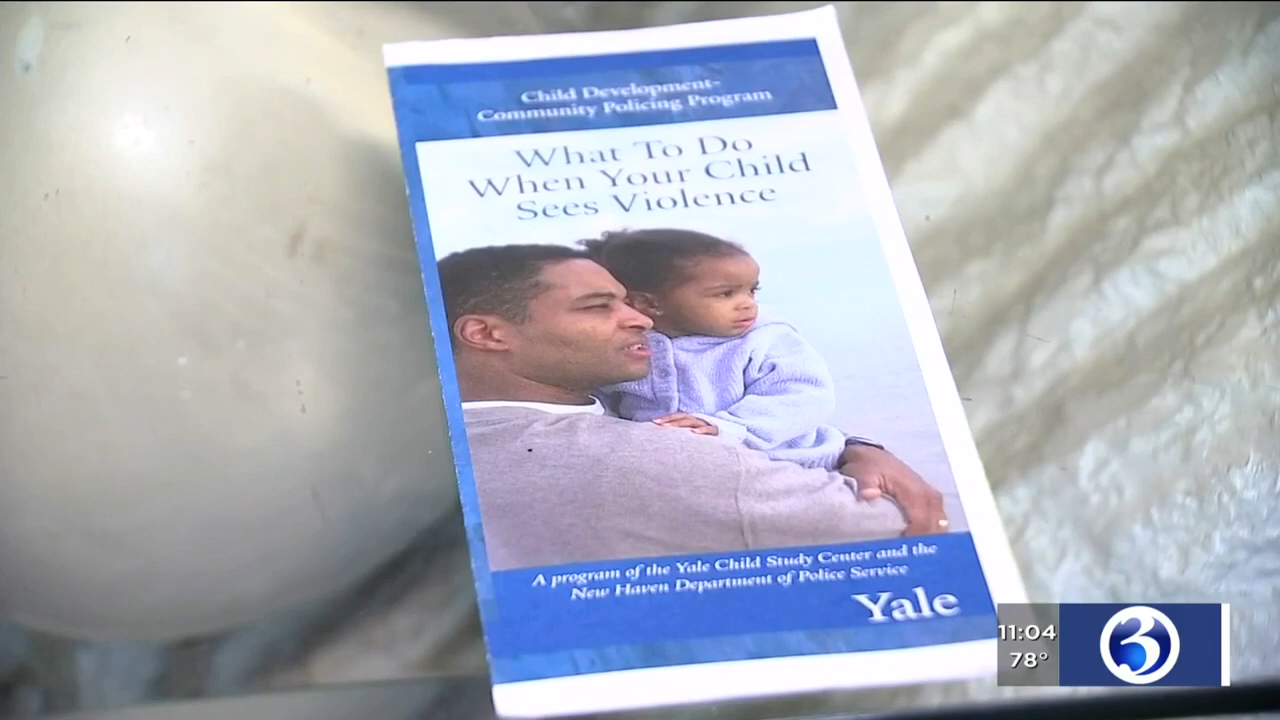 Child Development-
Community Policing Program
What To Do
When Your Child
Sees Violence
A program of the Yale Child Study Center and the
New Haven Department of Police Service
Yale
11:04
78°
3